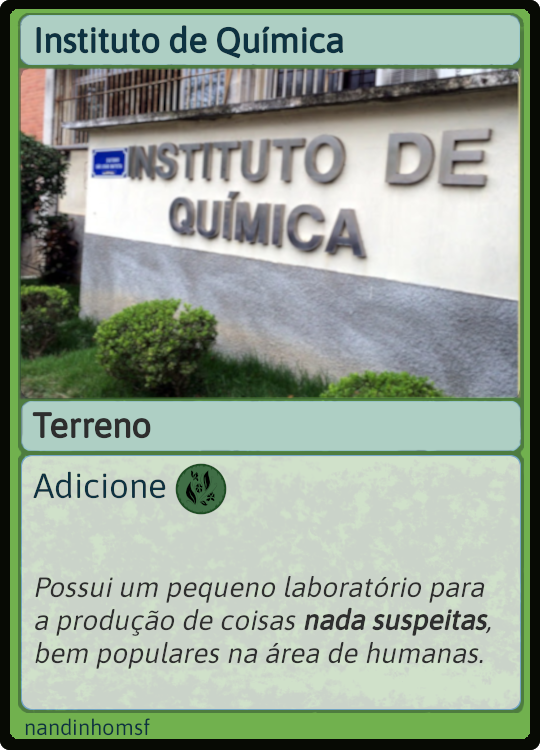 Instituto de Química
INSTITUTO DE
QUÍMICA
Terreno
Adicione
Possui um pequeno laboratório para
a produção de coisas nada suspeitas,
bem populares na área de humanas.
nandinhomsf